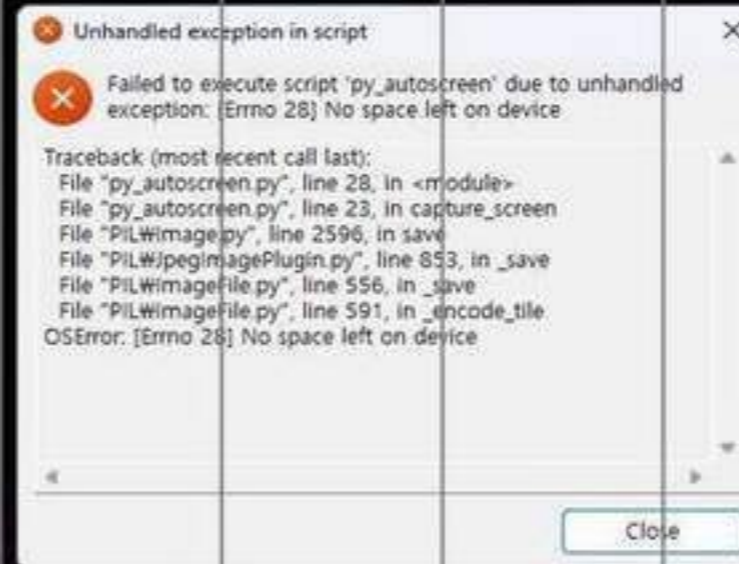 Unhandled exception in script
Failed to execute script 'py_autoscreen' due to unhandled
exception: [Errno 28] No space left on device
Traceback (most recent call last):
File "py_autoscreen.py", line 28, in <module>
File "py_autoscreen.py", line 23, in capture_screen
File "PIL₩Image.py", line 2596, in save
File "PIL₩JpegImagePlugin.py", line 853, in _save
File "PIL₩ImageFile.py", line 556, in _save
File "PIL₩ImageFile.py", line 591, in _encode_tile
OSError: [Errno 28] No space left on device
Close